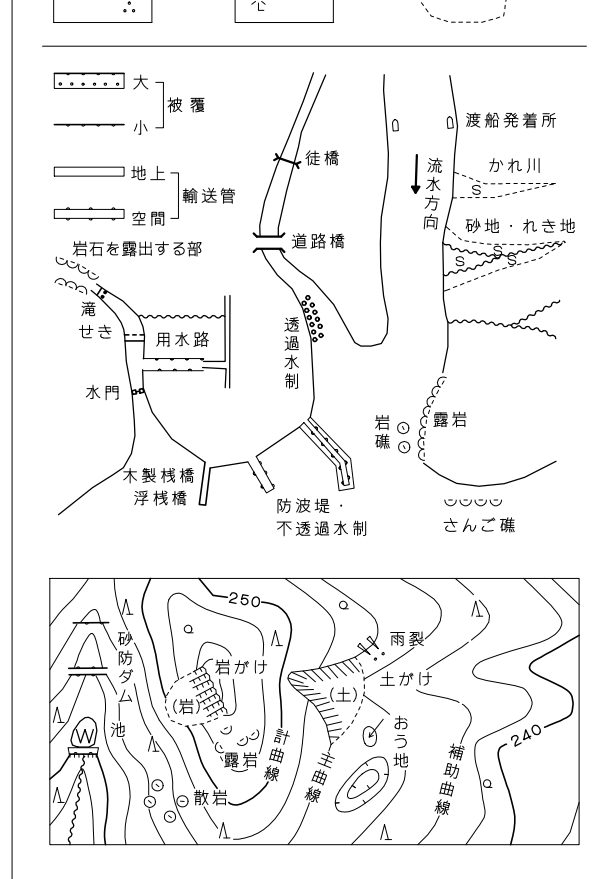 大
被覆
小
地上
輸送管
空間
岩石を露出する部
滝
せき
用水路
水門
木製桟橋
浮桟橋
徒橋
道路橋
透過水制
防波堤・
不透過水制
渡船発着所
流水方向
かれ川
S
砂地・れき地
S
S
S
岩礁
露岩
さんご礁
250
砂防ダム
池
W
岩がけ
(岩)
露岩
散岩
計曲線
主曲線
雨裂
土がけ
(土)
おう地
補助曲線
240